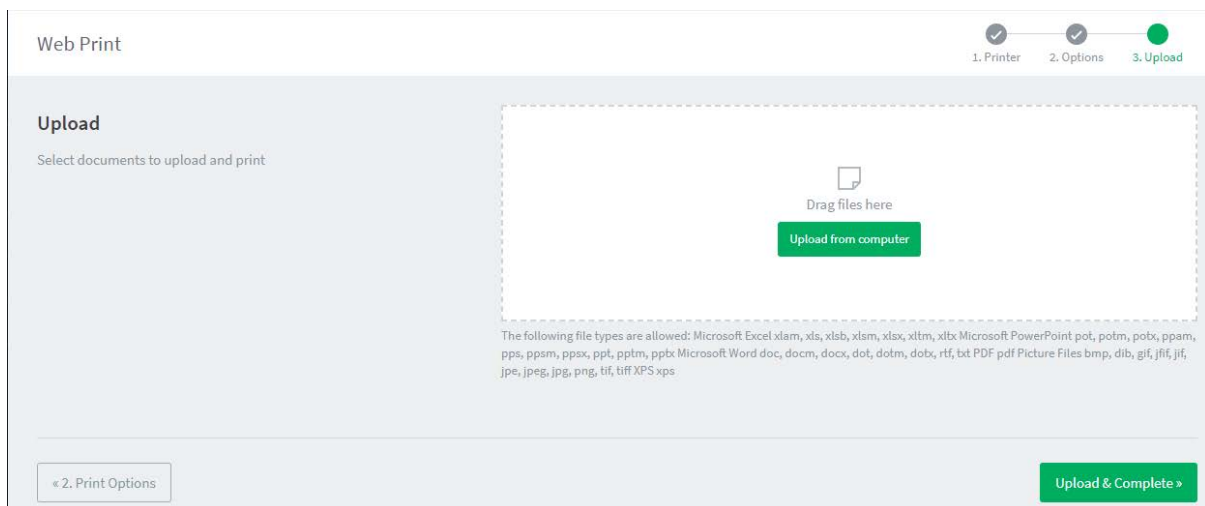 Web Print
1. Printer
2. Options
3. Upload
Upload
Select documents to upload and print
Drag files here
Upload from computer
The following file types are allowed: Microsoft Excel xlam, xls, xlsb, xlsm, xlsx, xltm, xltx Microsoft PowerPoint pot, potm, potx, ppam,
pps, ppsm, ppsx, ppt, pptm, pptx Microsoft Word doc, docm, docx, dot, dotm, dotx, rtf, txt PDF pdf Picture Files bmp, dib, gif, jfif, jif,
jpe, jpeg, jpg, png, tif, tiff XPS xps
« 2. Print Options
Upload & Complete »